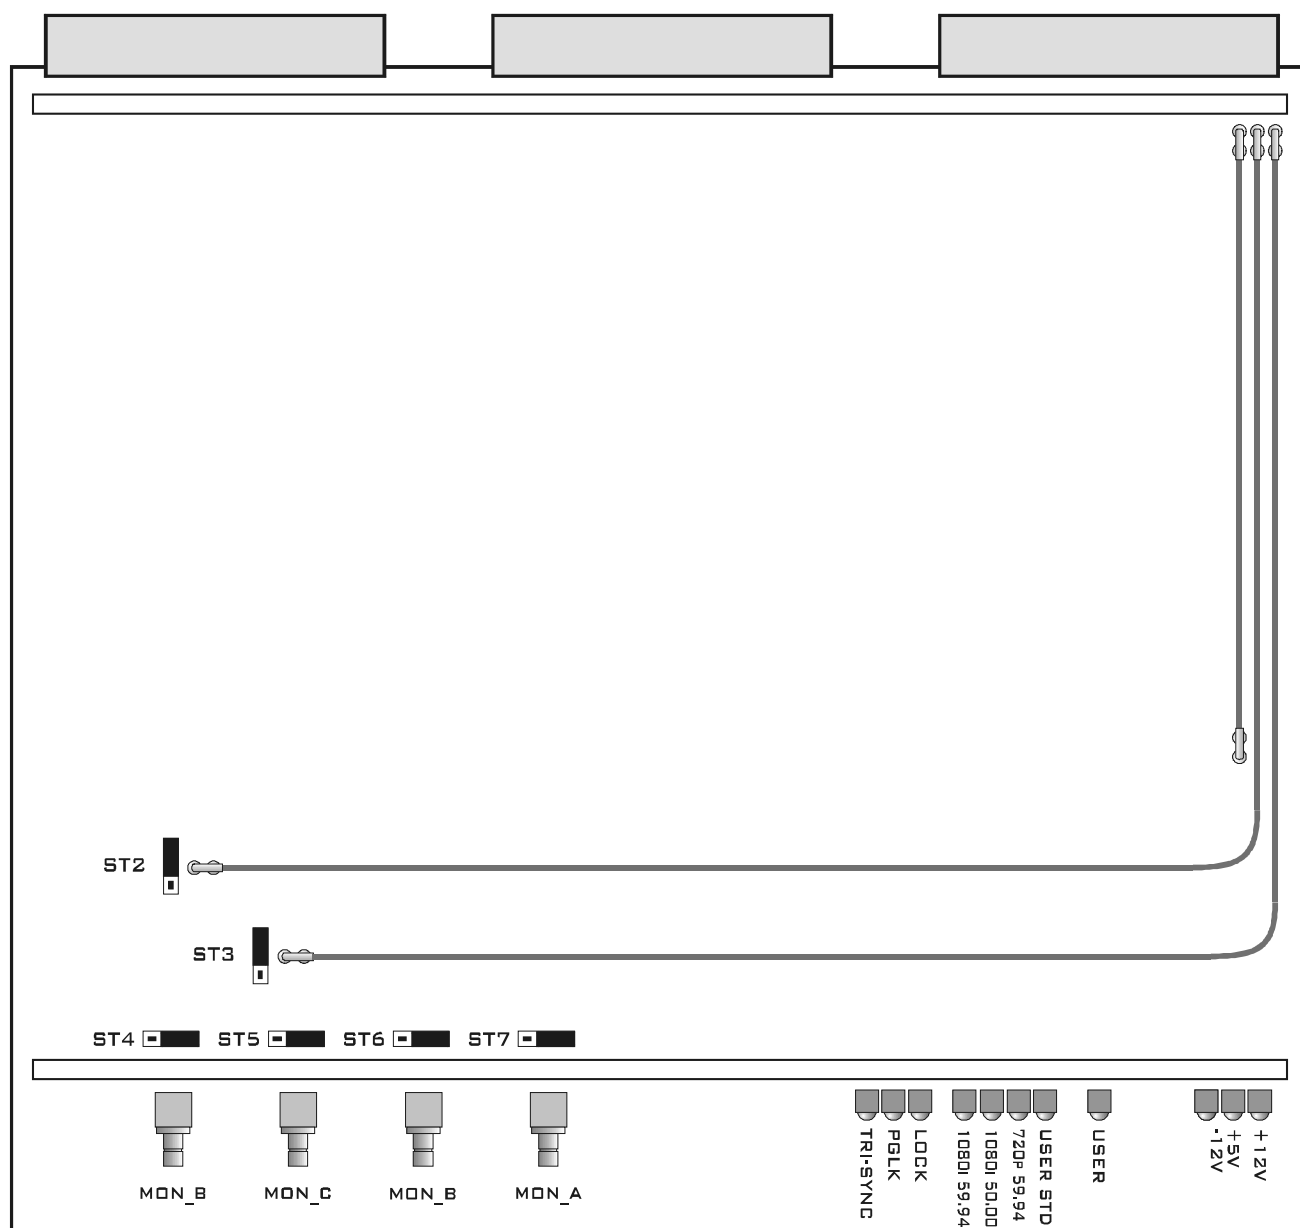 ST2
ST3
ST4 ST5 ST6 ST7
MON_B MON_C MON_B MON_A
TRI-SYNC
PGLK
LOCK
1080I 59.94
1080I 50.00
720P 59.94
USER STD
USER
-12V
+5V
+12V